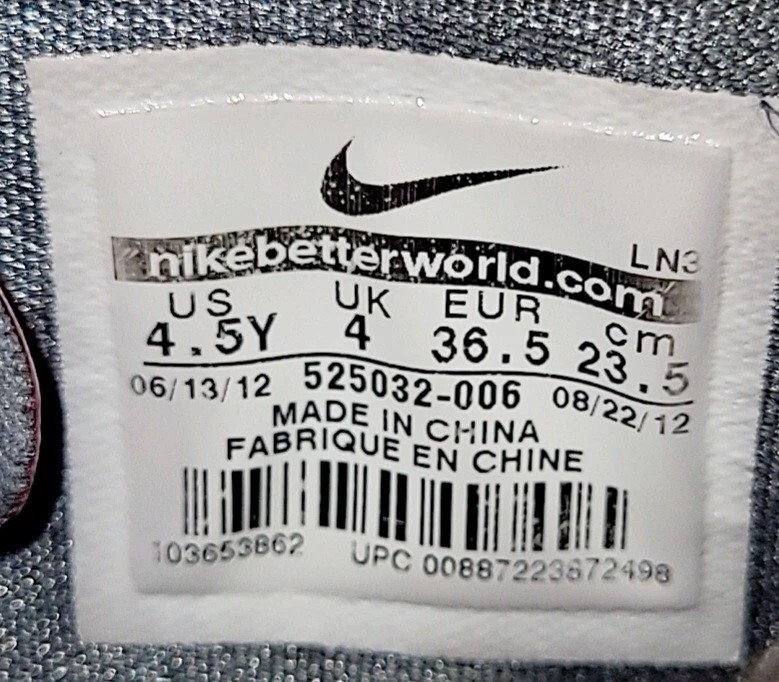 LN3
nikebetterworld.com
US UK EUR cm
4.5Y 4 36.5 23.5
06/13/12 525032-006 08/22/12
MADE IN CHINA
FABRIQUE EN CHINE
103653862 UPC 00887223672498